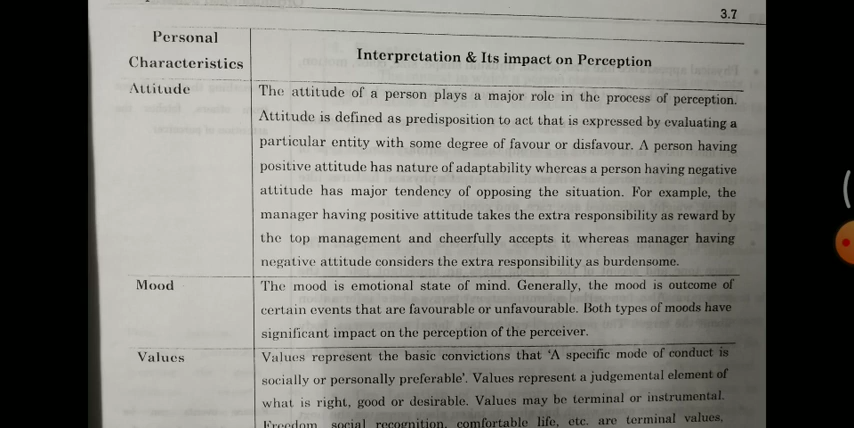 3.7
Personal
Characteristics
Interpretation & Its impact on Perception
Attitude
The attitude of a person plays a major role in the process of perception.
Attitude is defined as predisposition to act that is expressed by evaluating a
particular entity with some degree of favour or disfavour. A person having
positive attitude has nature of adaptability whereas a person having negative
attitude has major tendency of opposing the situation. For example, the
manager having positive attitude takes the extra responsibility as reward by
the top management and cheerfully accepts it whereas manager having
negative attitude considers the extra responsibility as burdensome.
Mood
The mood is emotional state of mind. Generally, the mood is outcome of
certain events that are favourable or unfavourable. Both types of moods have
significant impact on the perception of the perceiver.
Values
Values represent the basic convictions that 'A specific mode of conduct is
socially or personally preferable'. Values represent a judgemental element of
what is right, good or desirable. Values may be terminal or instrumental.
Freedom, social recognition, comfortable life, etc. are terminal values,